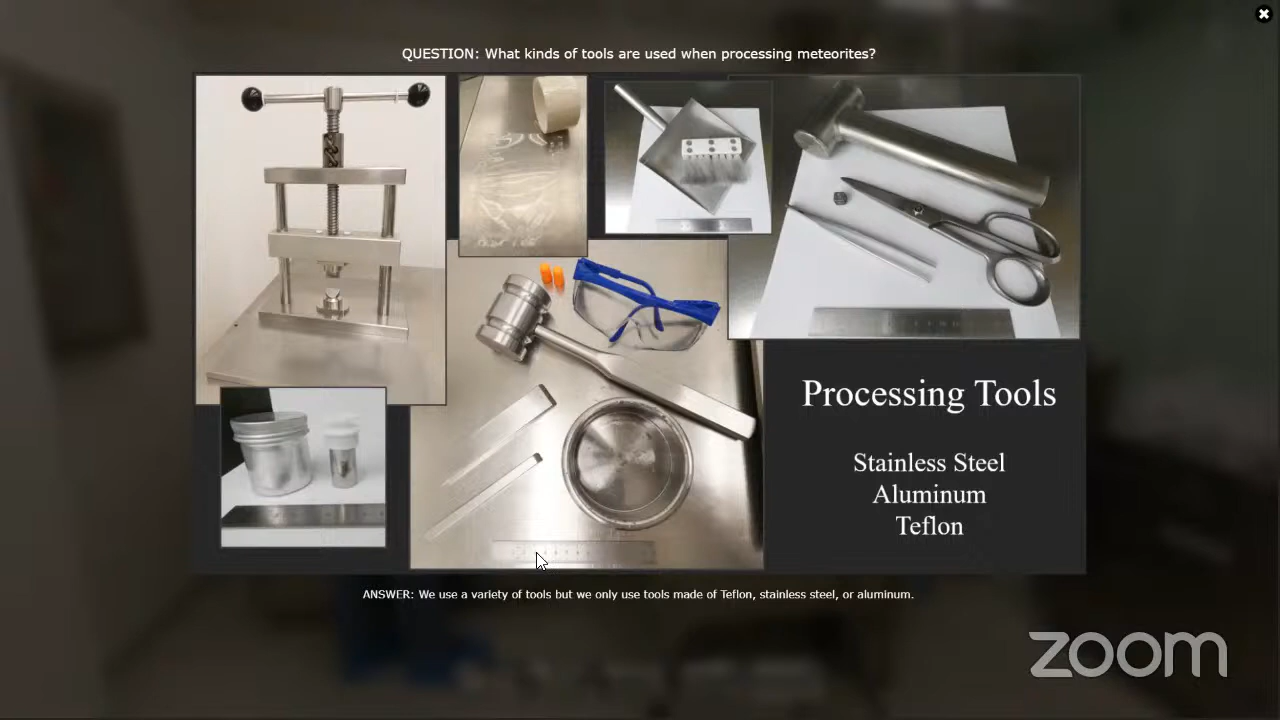 QUESTION: What kinds of tools are used when processing meteorites?
Processing Tools
Stainless Steel
Aluminum
Teflon
ANSWER: We use a variety of tools but we only use tools made of Teflon, stainless steel, or aluminum.
zoom